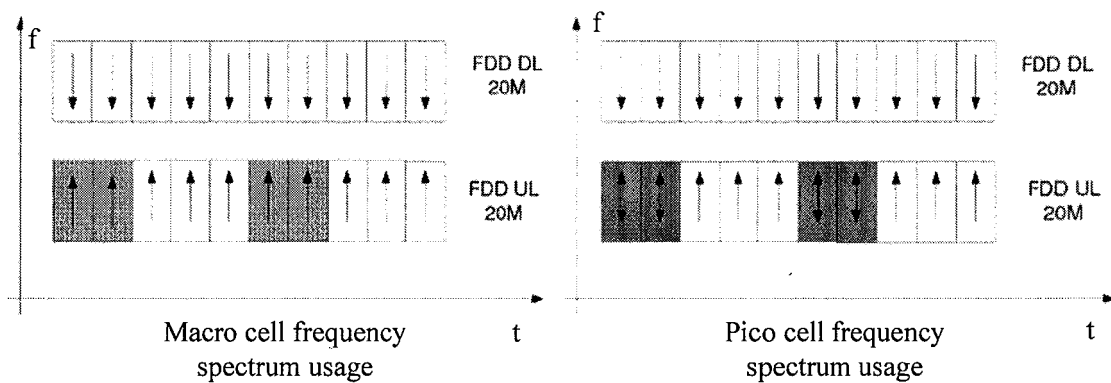 f
FDD DL
20M
FDD UL
20M
t
Macro cell frequency
spectrum usage
f
FDD DL
20M
FDD UL
20M
t
Pico cell frequency
spectrum usage